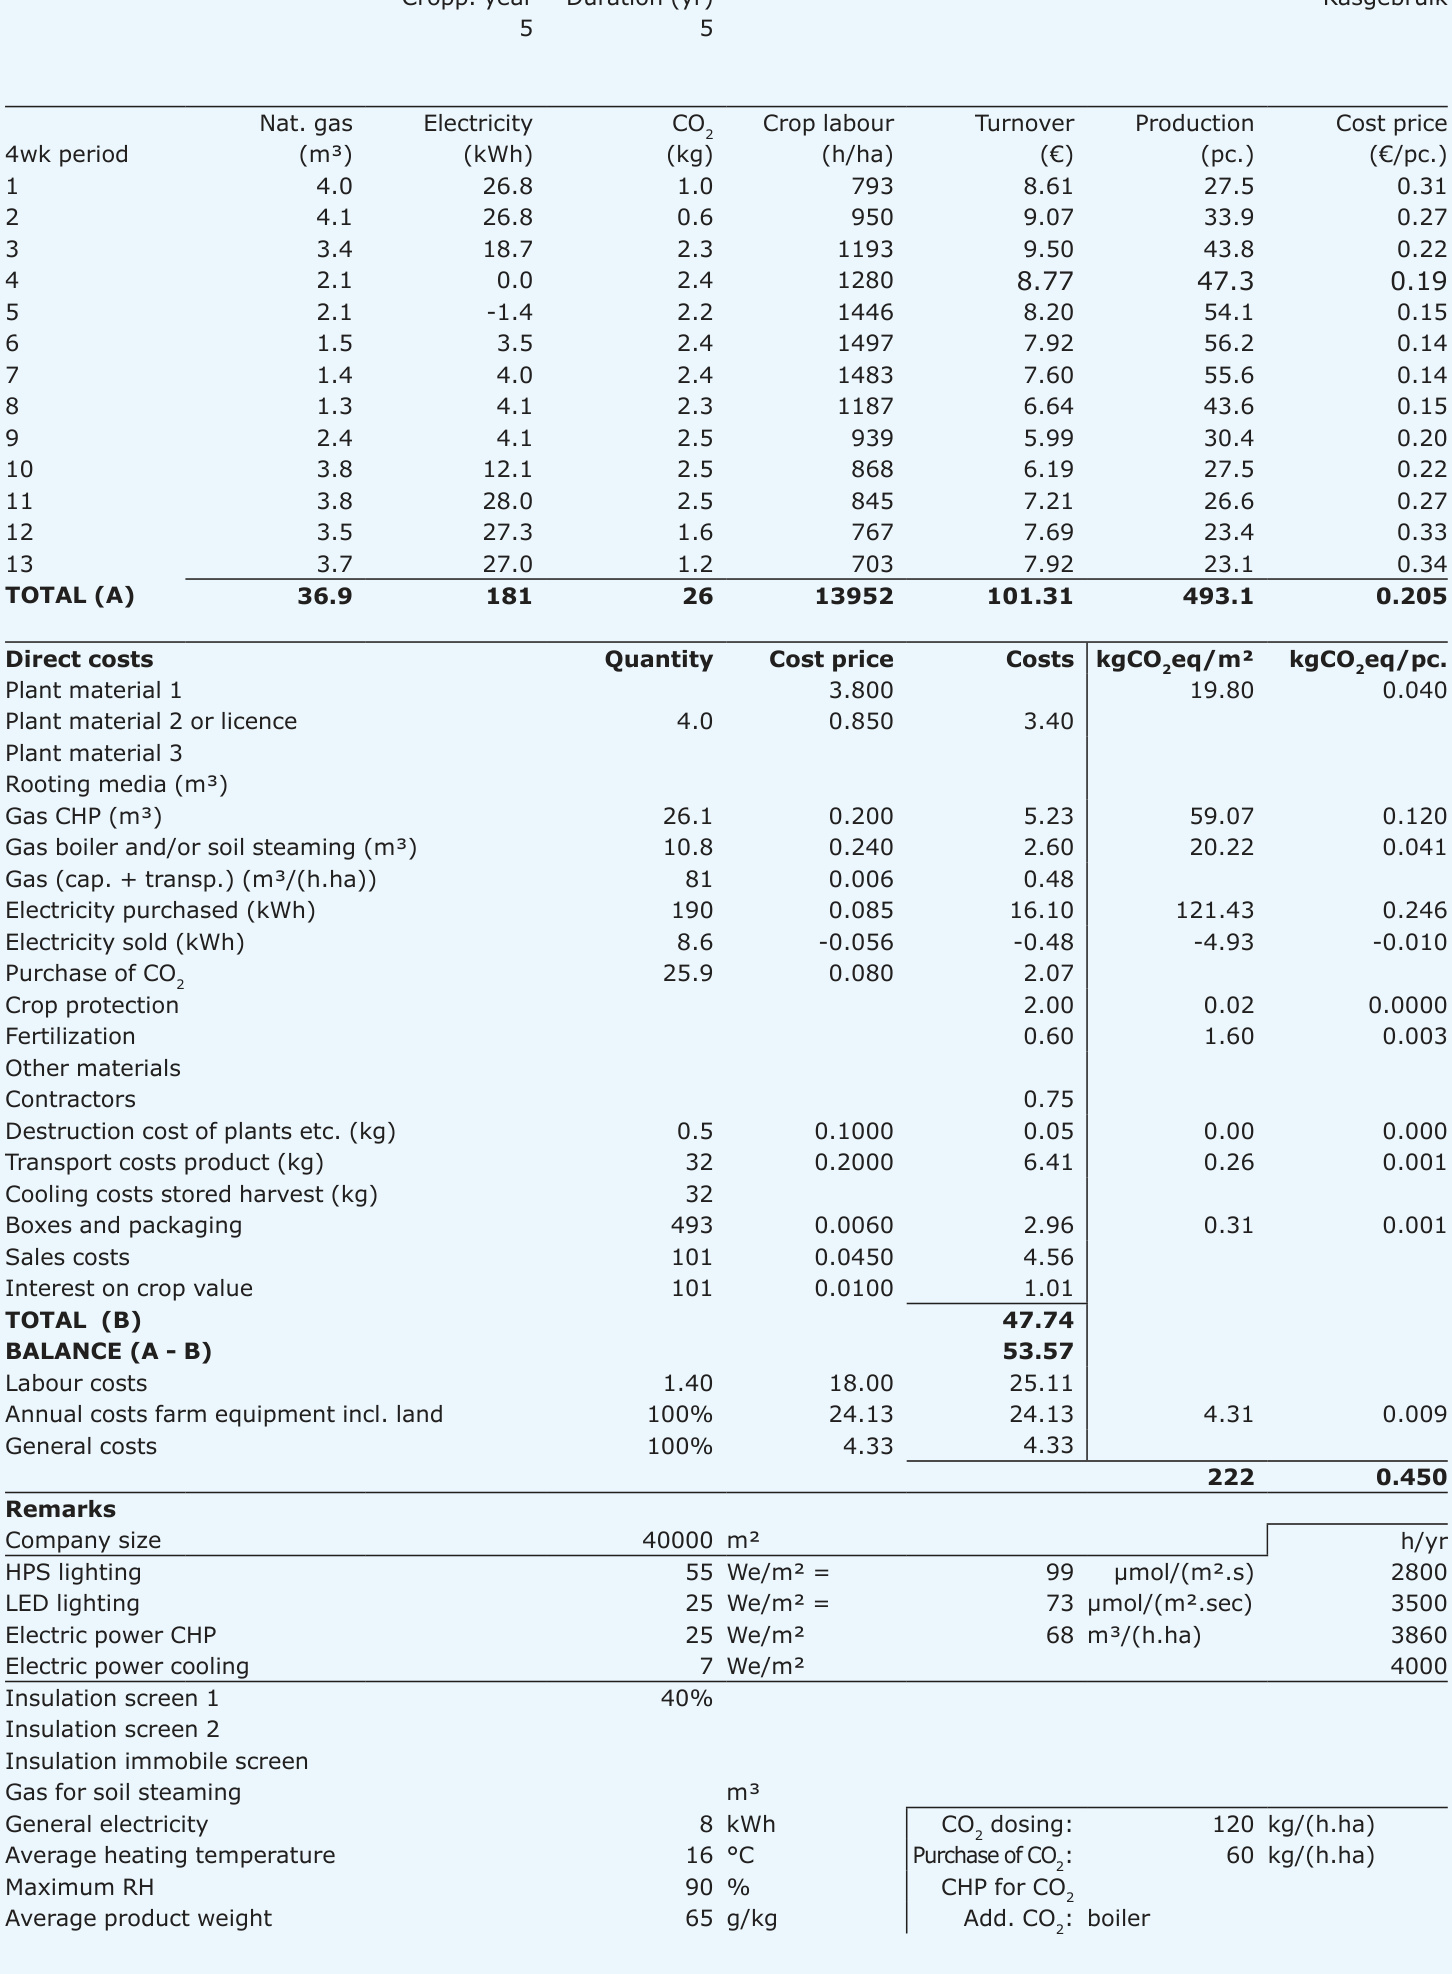 Cropp. year Duration (yr) Kasgebruik
5 5
Nat. gas Electricity CO₂ Crop labour Turnover Production Cost price
4wk period (m³) (kWh) (kg) (h/ha) (€) (pc.) (€/pc.)
1 4.0 26.8 1.0 793 8.61 27.5 0.31
2 4.1 26.8 0.6 950 9.07 33.9 0.27
3 3.4 18.7 2.3 1193 9.50 43.8 0.22
4 2.1 0.0 2.4 1280 8.77 47.3 0.19
5 2.1 -1.4 2.2 1446 8.20 54.1 0.15
6 1.5 3.5 2.4 1497 7.92 56.2 0.14
7 1.4 4.0 2.4 1483 7.60 55.6 0.14
8 1.3 4.1 2.3 1187 6.64 43.6 0.15
9 2.4 4.1 2.5 939 5.99 30.4 0.20
10 3.8 12.1 2.5 868 6.19 27.5 0.22
11 3.8 28.0 2.5 845 7.21 26.6 0.27
12 3.5 27.3 1.6 767 7.69 23.4 0.33
13 3.7 27.0 1.2 703 7.92 23.1 0.34
TOTAL (A) 36.9 181 26 13952 101.31 493.1 0.205
Direct costs Quantity Cost price Costs kgCO₂eq/m² kgCO₂eq/pc.
Plant material 1 3.800 19.80 0.040
Plant material 2 or licence 4.0 0.850 3.40
Plant material 3
Rooting media (m³)
Gas CHP (m³) 26.1 0.200 5.23 59.07 0.120
Gas boiler and/or soil steaming (m³) 10.8 0.240 2.60 20.22 0.041
Gas (cap. + transp.) (m³/(h.ha)) 81 0.006 0.48
Electricity purchased (kWh) 190 0.085 16.10 121.43 0.246
Electricity sold (kWh) 8.6 -0.056 -0.48 -4.93 -0.010
Purchase of CO₂ 25.9 0.080 2.07
Crop protection 2.00 0.02 0.0000
Fertilization 0.60 1.60 0.003
Other materials
Contractors 0.75
Destruction cost of plants etc. (kg) 0.5 0.1000 0.05 0.00 0.000
Transport costs product (kg) 32 0.2000 6.41 0.26 0.001
Cooling costs stored harvest (kg) 32
Boxes and packaging 493 0.0060 2.96 0.31 0.001
Sales costs 101 0.0450 4.56
Interest on crop value 101 0.0100 1.01
TOTAL (B) 47.74
BALANCE (A - B) 53.57
Labour costs 1.40 18.00 25.11
Annual costs farm equipment incl. land 100% 24.13 24.13 4.31 0.009
General costs 100% 4.33 4.33
222 0.450
Remarks
Company size 40000 m² h/yr
HPS lighting 55 We/m² = 99 µmol/(m².s) 2800
LED lighting 25 We/m² = 73 µmol/(m².sec) 3500
Electric power CHP 25 We/m² 68 m³/(h.ha) 3860
Electric power cooling 7 We/m² 4000
Insulation screen 1 40%
Insulation screen 2
Insulation immobile screen
Gas for soil steaming m³
General electricity 8 kWh CO₂ dosing: 120 kg/(h.ha)
Average heating temperature 16 °C Purchase of CO₂: 60 kg/(h.ha)
Maximum RH 90 % CHP for CO₂
Average product weight 65 g/kg Add. CO₂: boiler